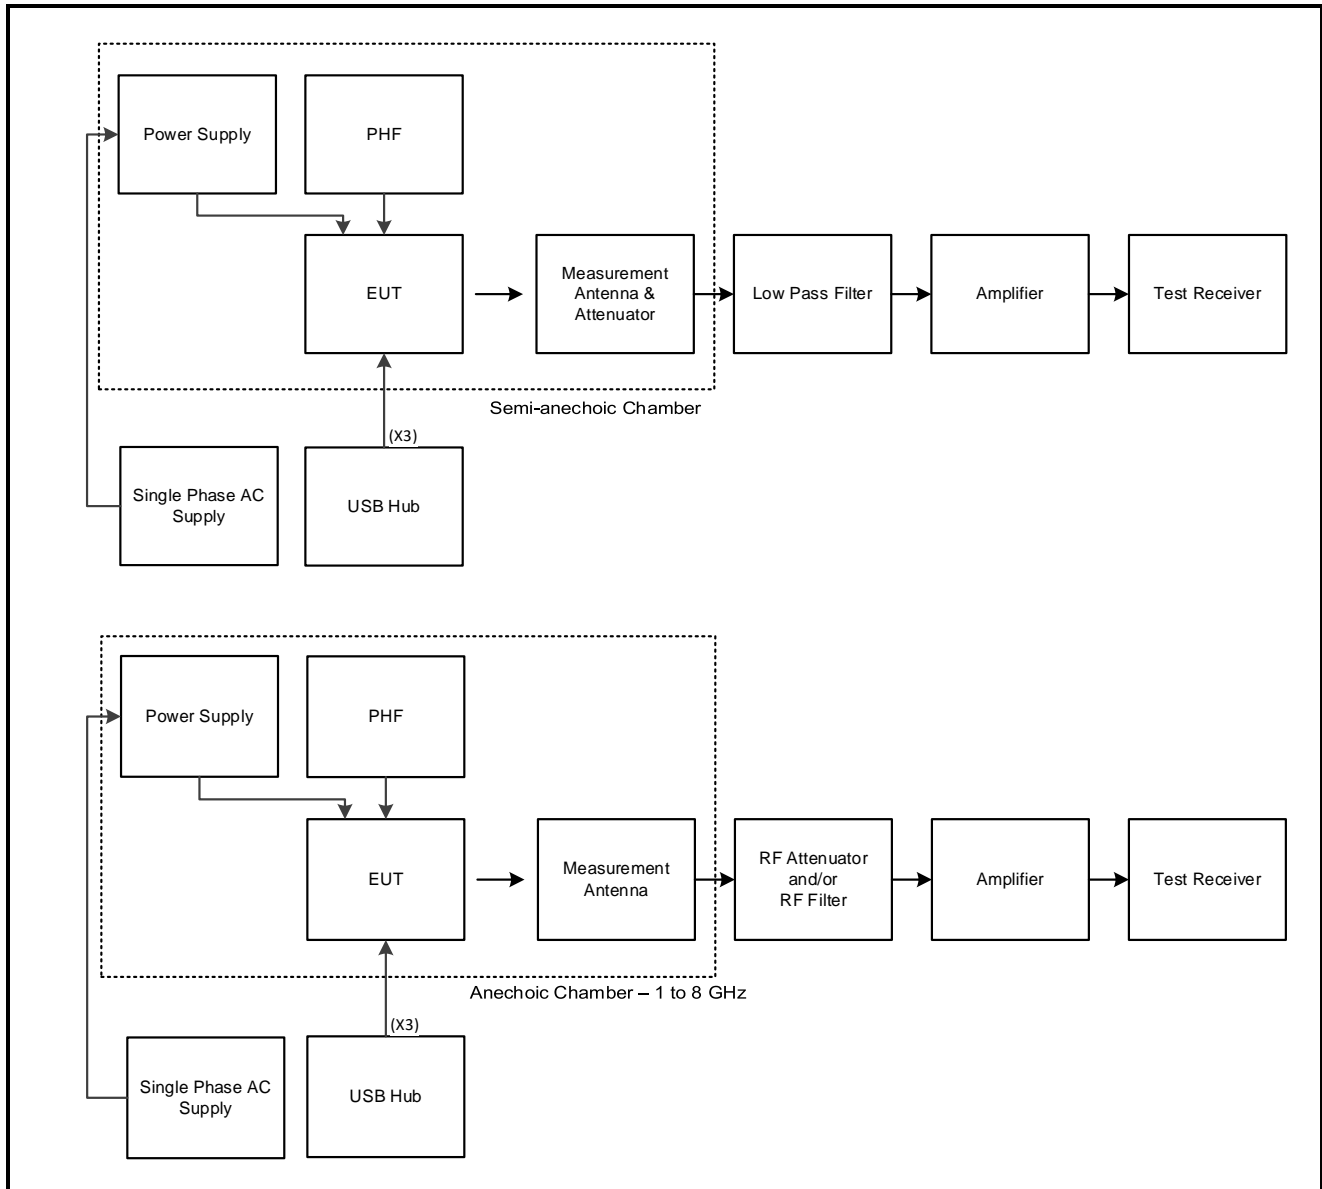 Power Supply
PHF
EUT
Measurement
Antenna &
Attenuator
Low Pass Filter
Amplifier
Test Receiver
Semi-anechoic Chamber
(X3)
Single Phase AC
Supply
USB Hub
Power Supply
PHF
EUT
Measurement
Antenna
RF Attenuator
and/or
RF Filter
Amplifier
Test Receiver
Anechoic Chamber – 1 to 8 GHz
(X3)
Single Phase AC
Supply
USB Hub